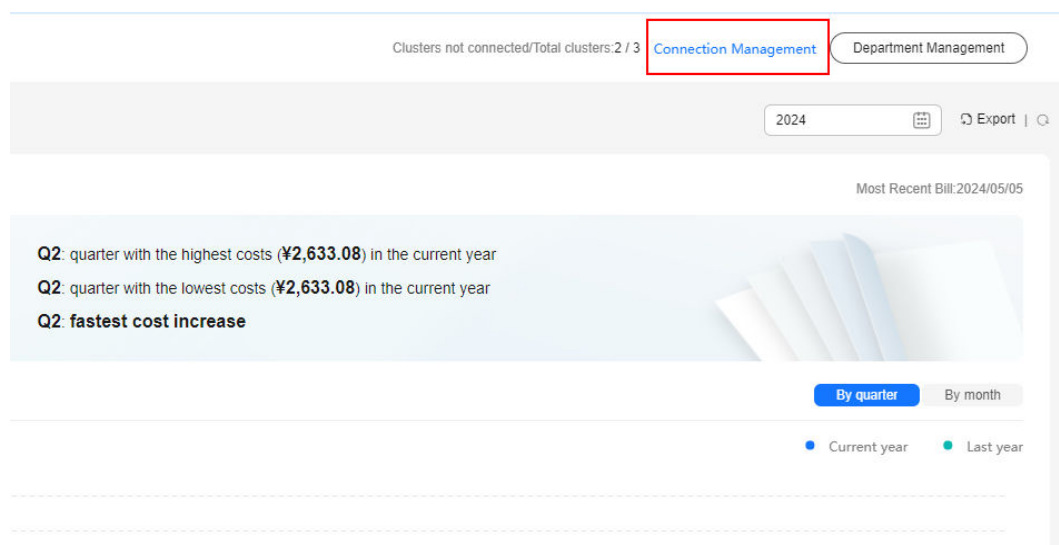 Clusters not connected/Total clusters:2 / 3 Connection Management Department Management
2024 Export |
Most Recent Bill:2024/05/05
Q2: quarter with the highest costs (¥2,633.08) in the current year
Q2: quarter with the lowest costs (¥2,633.08) in the current year
Q2: fastest cost increase
By quarter By month
Current year Last year